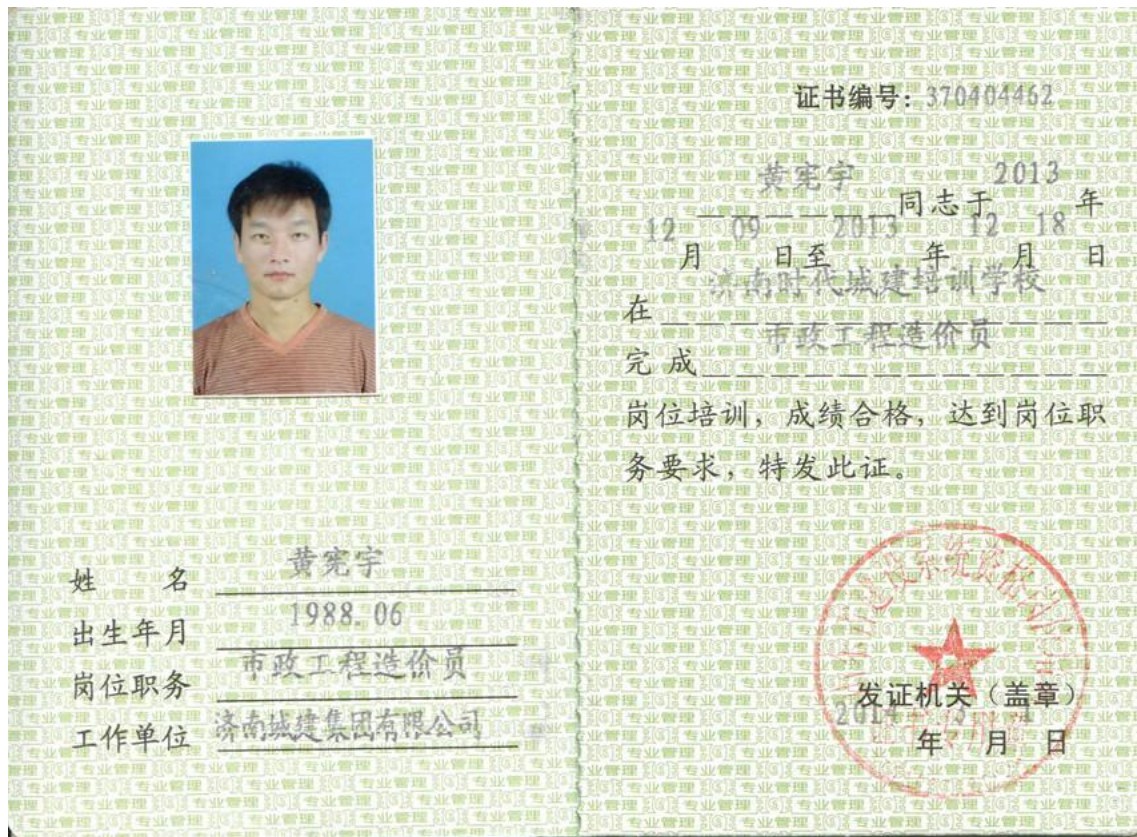 姓 名 黄宪宇
出生年月 1988.06
岗位职务 市政工程造价员
工作单位 济南城建集团有限公司
证书编号：370404462
黄宪宇 同志于 2013 年
12 月 09 日至 2013 年 12 月 18 日
在 济南时代城建培训学校
完成 市政工程造价员
岗位培训，成绩合格，达到岗位职
务要求，特发此证。
发证机关（盖章）
2014 年 3 月 1 日